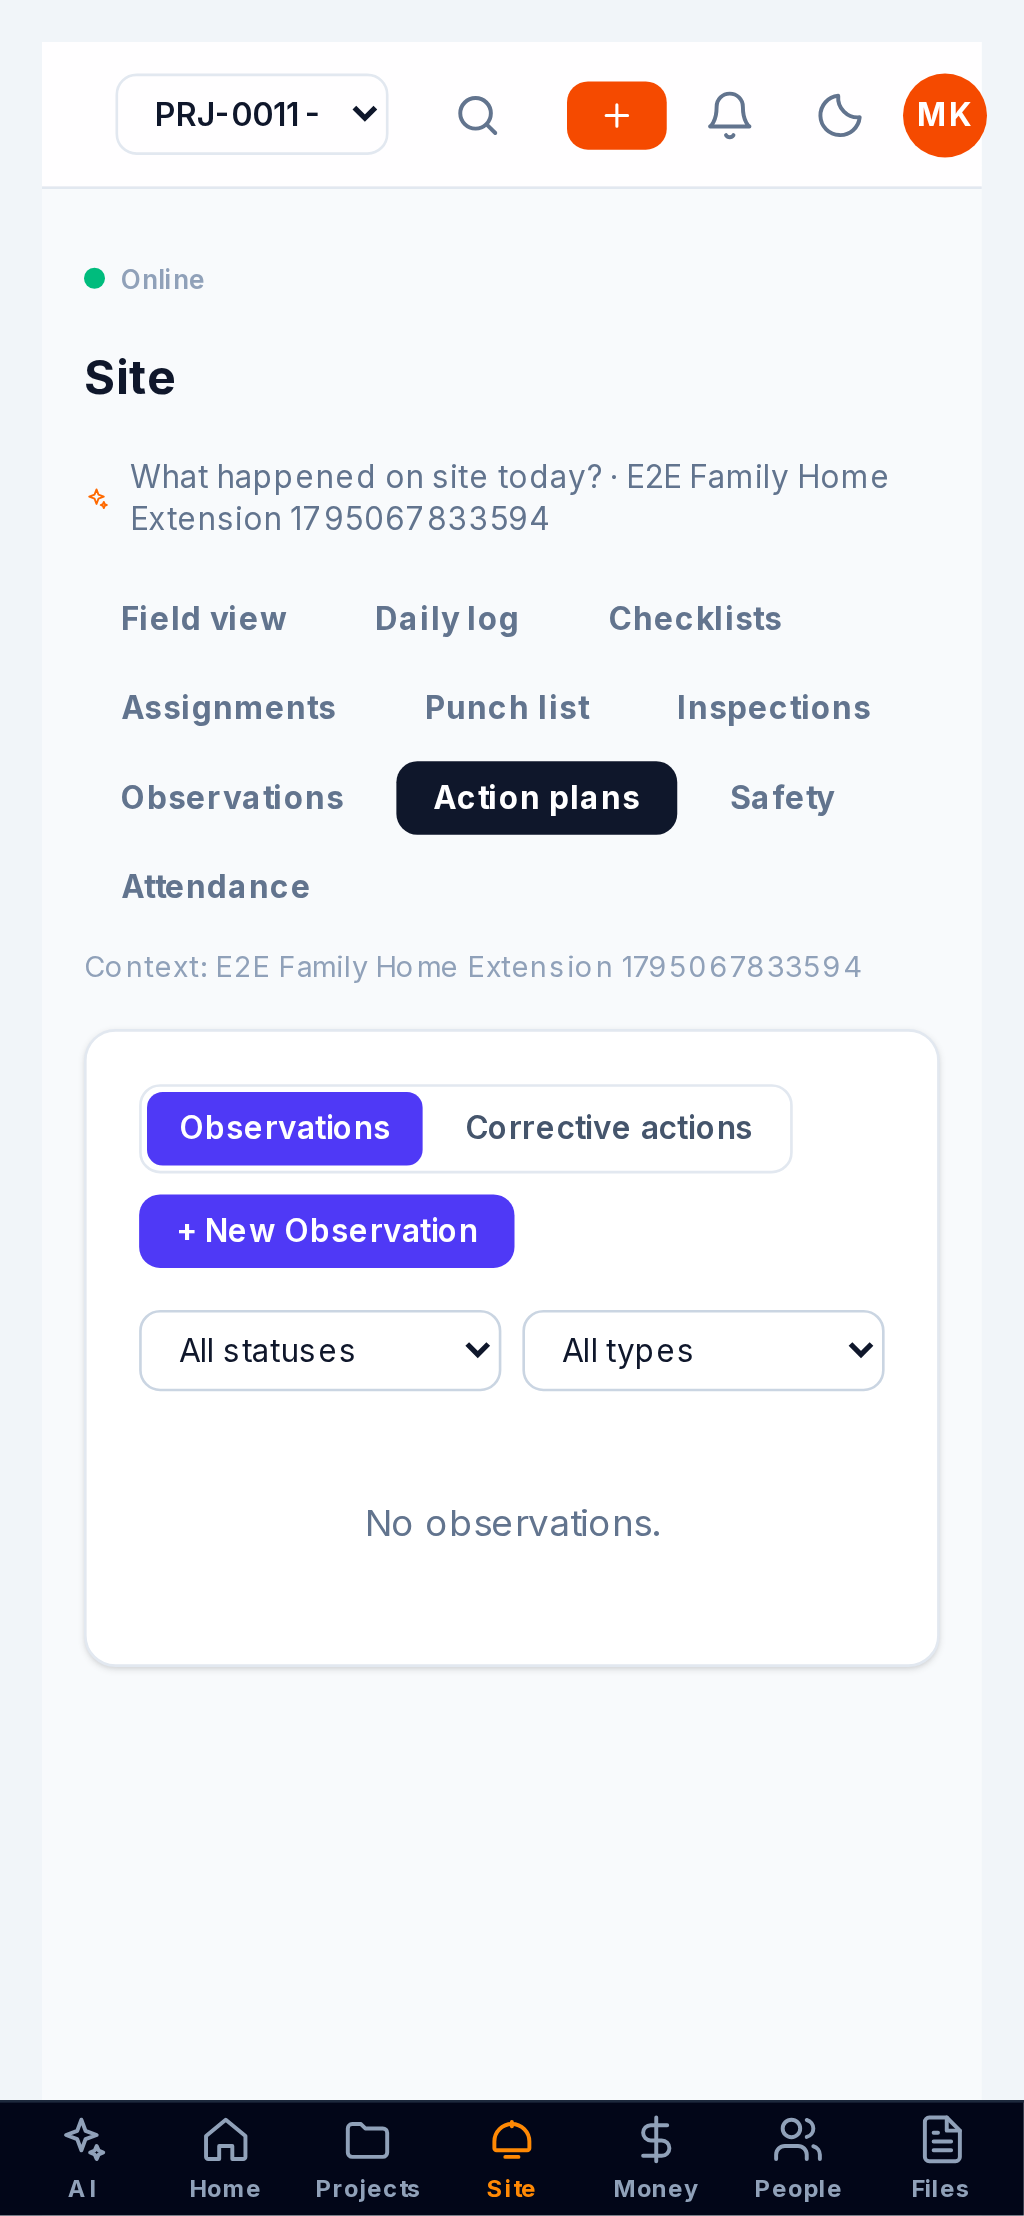 PRJ-0011 -
MK
Online
Site
What happened on site today? · E2E Family Home
Extension 1795067833594
Field view Daily log Checklists
Assignments Punch list Inspections
Observations Action plans Safety
Attendance
Context: E2E Family Home Extension 1795067833594
Observations Corrective actions
+ New Observation
All statuses All types
No observations.
AI Home Projects Site Money People Files